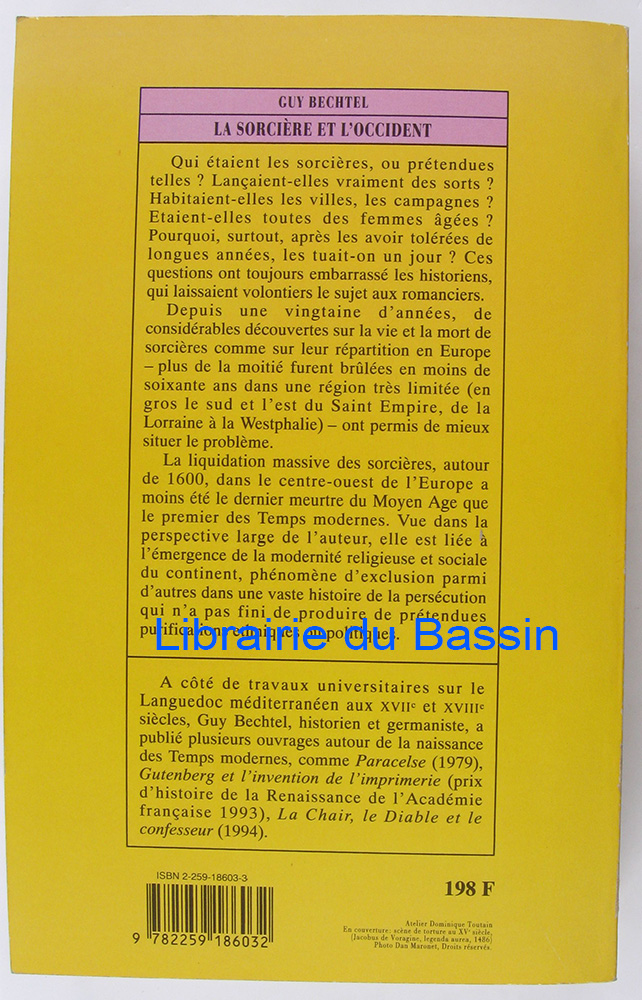 GUY BECHTEL
LA SORCIÈRE ET L'OCCIDENT
Qui étaient les sorcières, ou prétendues
telles ? Lançaient-elles vraiment des sorts ?
Habitaient-elles les villes, les campagnes ?
Etaient-elles toutes des femmes âgées ?
Pourquoi, surtout, après les avoir tolérées de
longues années, les tuait-on un jour ? Ces
questions ont toujours embarrassé les historiens,
qui laissaient volontiers le sujet aux romanciers.
Depuis une vingtaine d'années, de
considérables découvertes sur la vie et la mort de
sorcières comme sur leur répartition en Europe
– plus de la moitié furent brûlées en moins de
soixante ans dans une région très limitée (en
gros le sud et l'est du Saint Empire, de la
Lorraine à la Westphalie) – ont permis de mieux
situer le problème.
La liquidation massive des sorcières, autour
de 1600, dans le centre-ouest de l'Europe a
moins été le dernier meurtre du Moyen Age que
le premier des Temps modernes. Vue dans la
perspective large de l'auteur, elle est liée à
l'émergence de la modernité religieuse et sociale
du continent, phénomène d'exclusion parmi
d'autres dans une vaste histoire de la persécution
qui n'a pas fini de produire de prétendues
purifications ethniques ou politiques.
Librairie du Bassin
A côté de travaux universitaires sur le
Languedoc méditerranéen aux XVIIe et XVIIIe
siècles, Guy Bechtel, historien et germaniste, a
publié plusieurs ouvrages autour de la naissance
des Temps modernes, comme Paracelse (1979),
Gutenberg et l'invention de l'imprimerie (prix
d'histoire de la Renaissance de l'Académie
française 1993), La Chair, le Diable et le
confesseur (1994).
ISBN 2-259-18603-3
198 F
9 782259 186032
Atelier Dominique Toutain
En couverture : scène de torture au XVe siècle,
(Jacobus de Voragine, legenda aurea, 1486)
Photo Dan Maronet, Droits réservés.